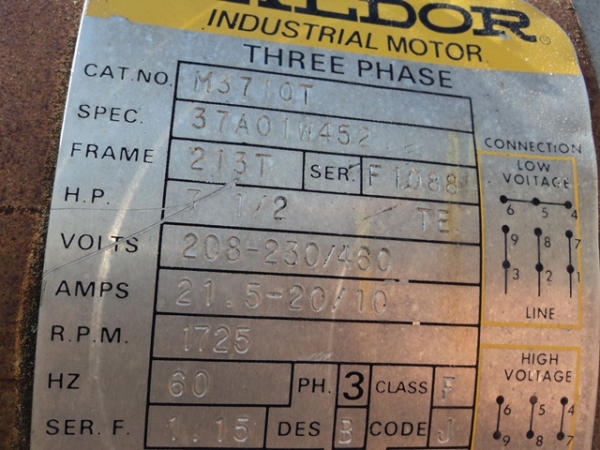 BALDOR
INDUSTRIAL MOTOR
THREE PHASE
CAT.NO. M3710T
SPEC. 37A01W452
FRAME 213T SER. F1088
H.P. 7 1/2 TE
VOLTS 208-230/460
AMPS 21.5-20/10
R.P.M. 1725
HZ 60 PH. 3 CLASS F
SER. F. 1.15 DES B CODE J
CONNECTION
LOW
VOLTAGE
6 5 4
9 8 7
3 2 1
LINE
HIGH
VOLTAGE
6 5 4
9 8 7